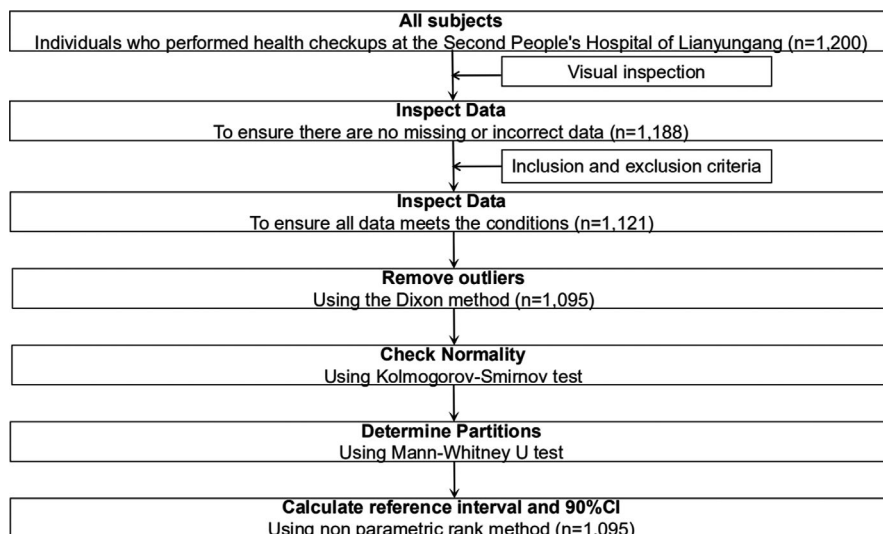 All subjects
Individuals who performed health checkups at the Second People's Hospital of Lianyungang (n=1,200)
Visual inspection
Inspect Data
To ensure there are no missing or incorrect data (n=1,188)
Inclusion and exclusion criteria
Inspect Data
To ensure all data meets the conditions (n=1,121)
Remove outliers
Using the Dixon method (n=1,095)
Check Normality
Using Kolmogorov-Smirnov test
Determine Partitions
Using Mann-Whitney U test
Calculate reference interval and 90%CI
Using non parametric rank method (n=1,095)